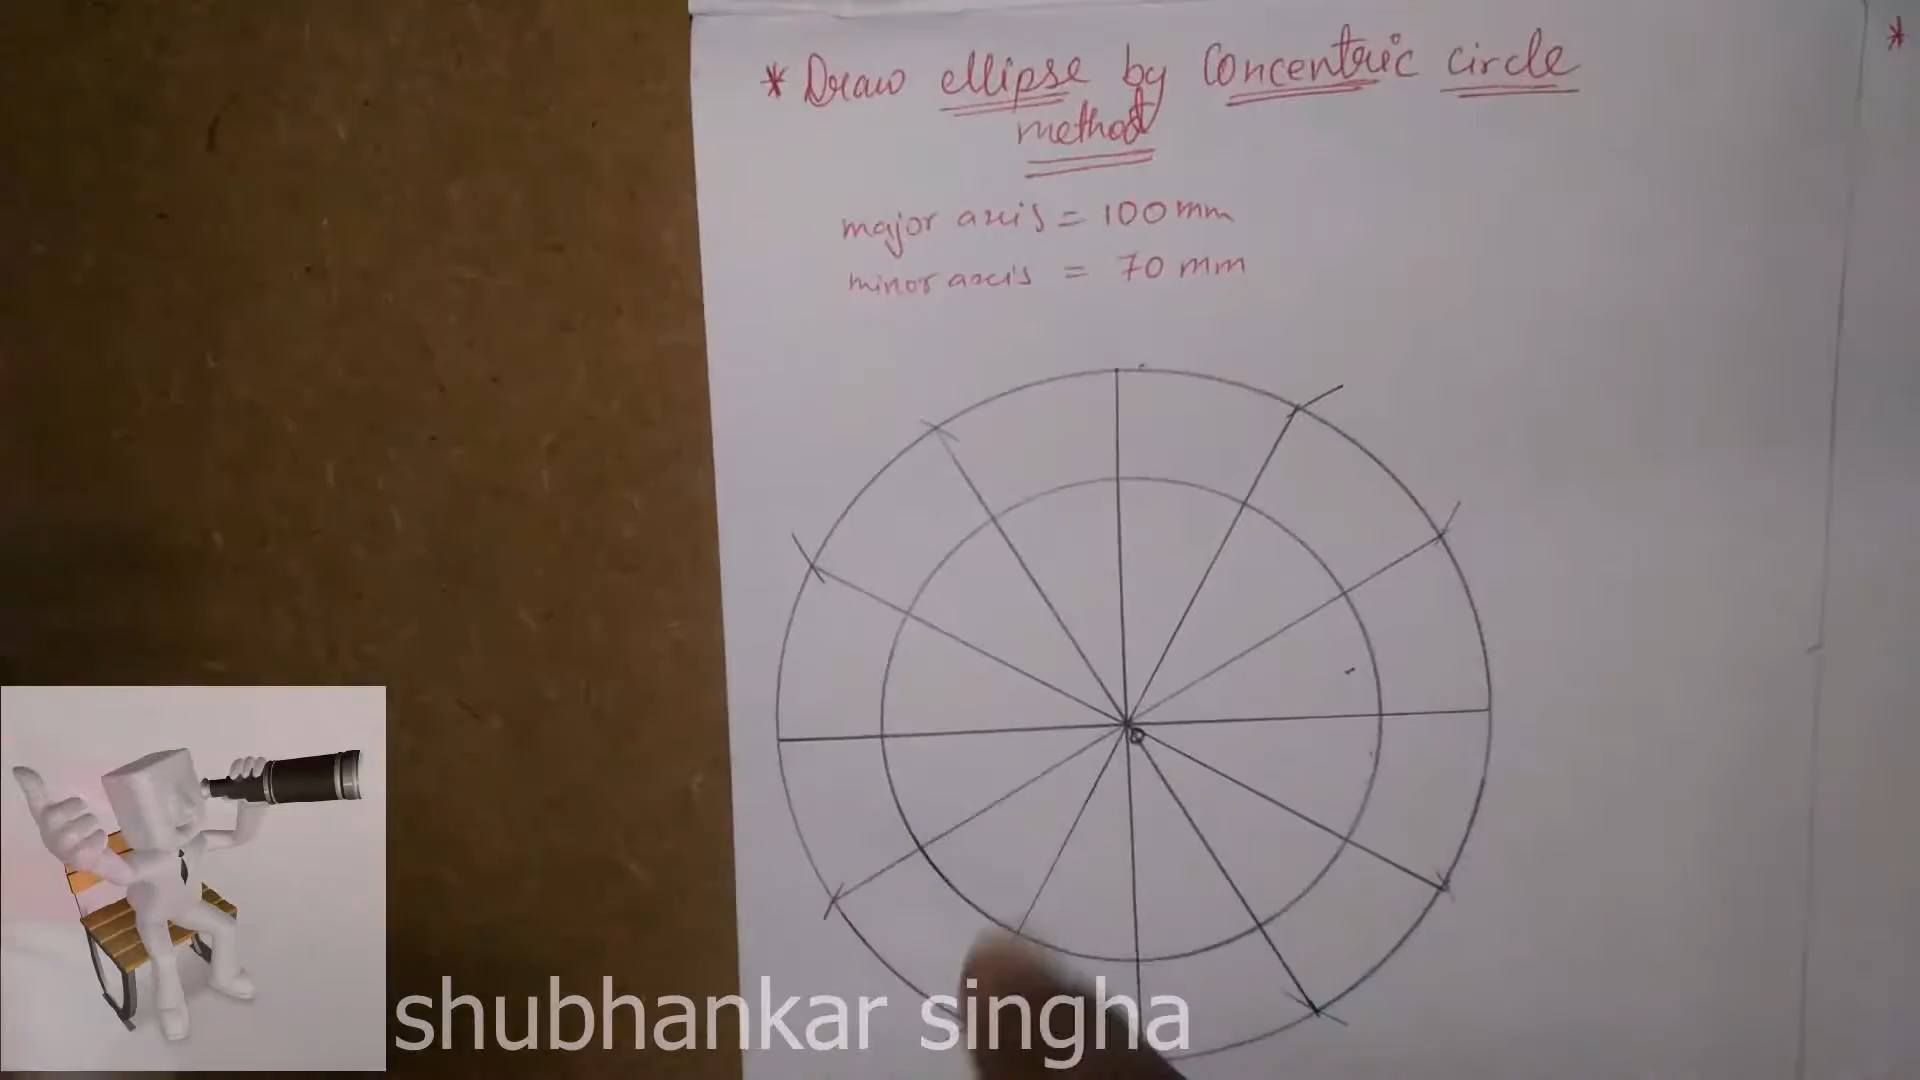 * Draw ellipse by Concentric circle
method
major axis = 100 mm
minor axis = 70 mm
*
O
shubhankar singha